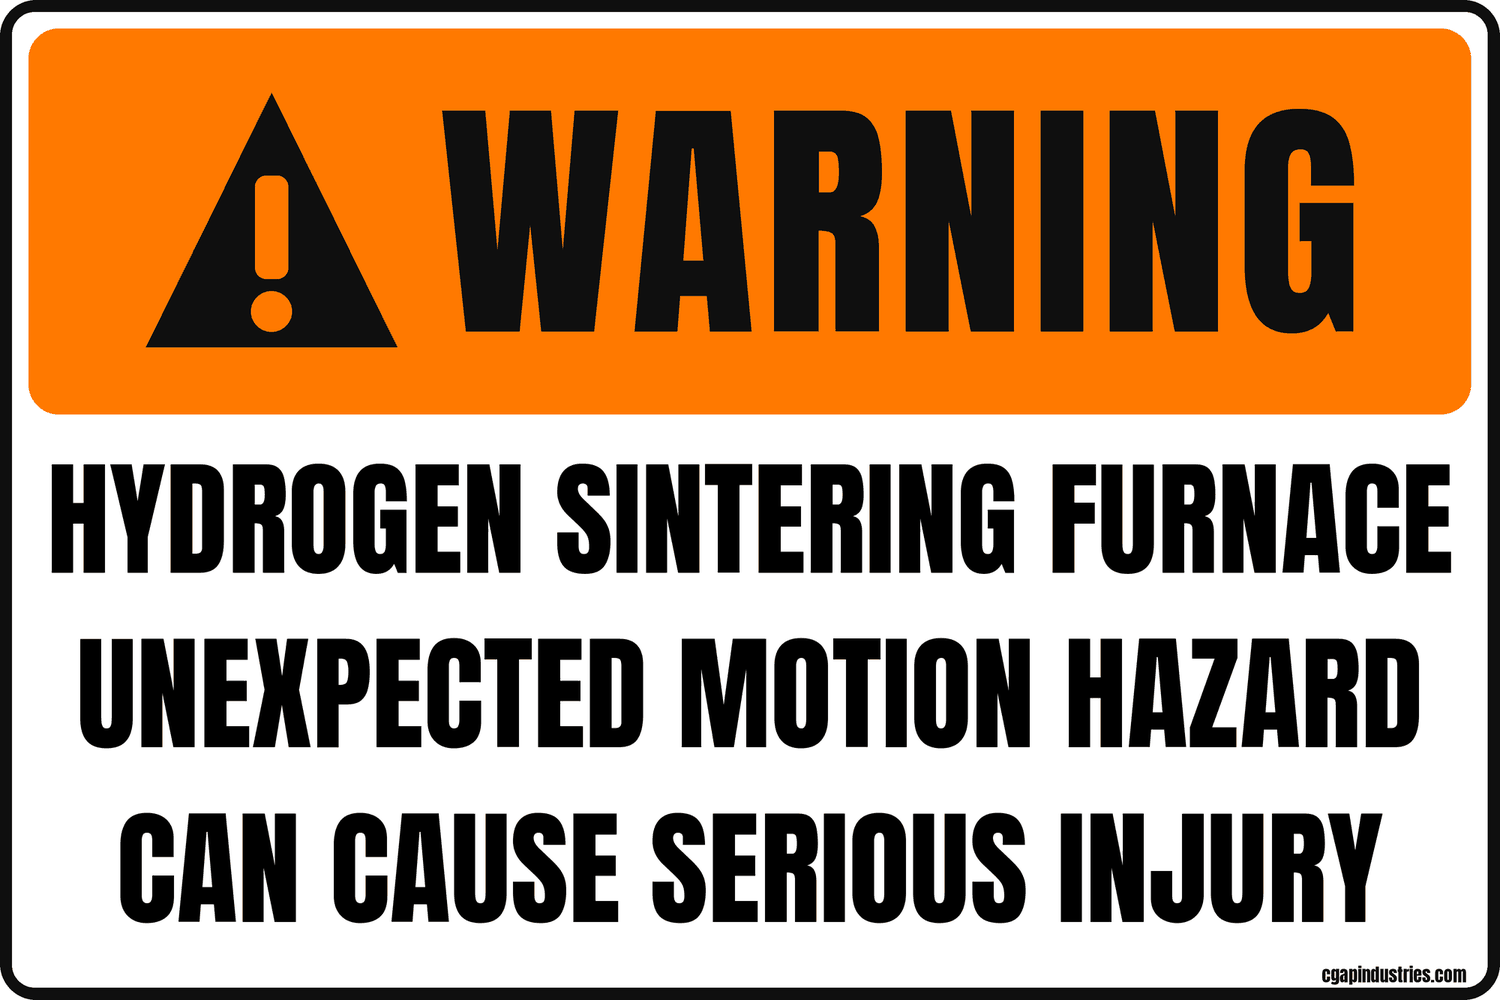 WARNING
HYDROGEN SINTERING FURNACE
UNEXPECTED MOTION HAZARD
CAN CAUSE SERIOUS INJURY
cgapindustries.com